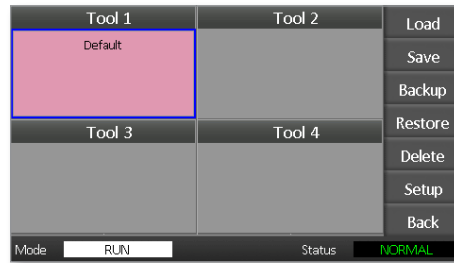 Tool 1
Default
Tool 2
Tool 3
Tool 4
Load
Save
Backup
Restore
Delete
Setup
Back
Mode RUN Status NORMAL